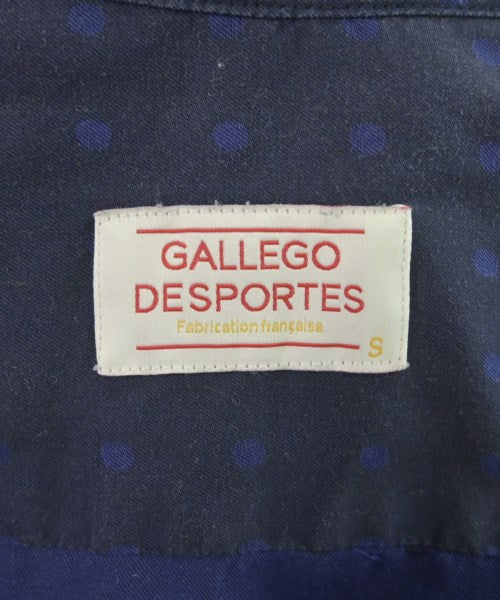 GALLEGO
DESPORTES
Fabrication française
S